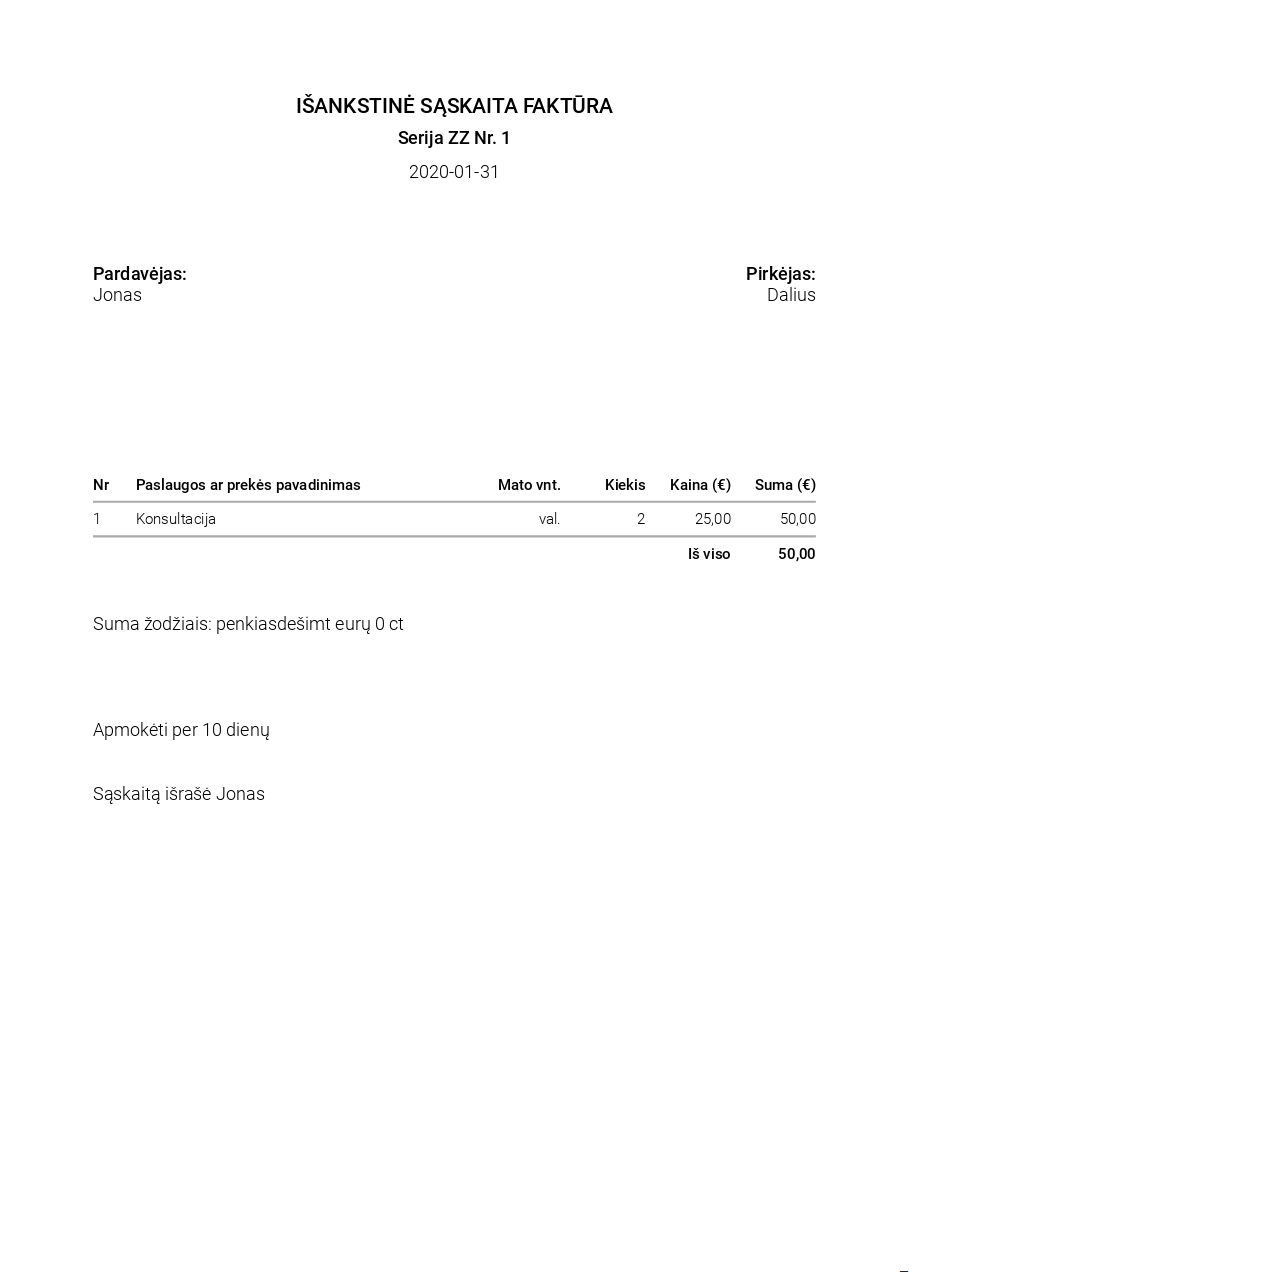 IŠANKSTINĖ SĄSKAITA FAKTŪRA
Serija ZZ Nr. 1
2020-01-31
Pardavėjas:
Jonas
Pirkėjas:
Dalius
Nr Paslaugos ar prekės pavadinimas Mato vnt. Kiekis Kaina (€) Suma (€)
1 Konsultacija val. 2 25,00 50,00
Iš viso 50,00
Suma žodžiais: penkiasdešimt eurų 0 ct
Apmokėti per 10 dienų
Sąskaitą išrašė Jonas